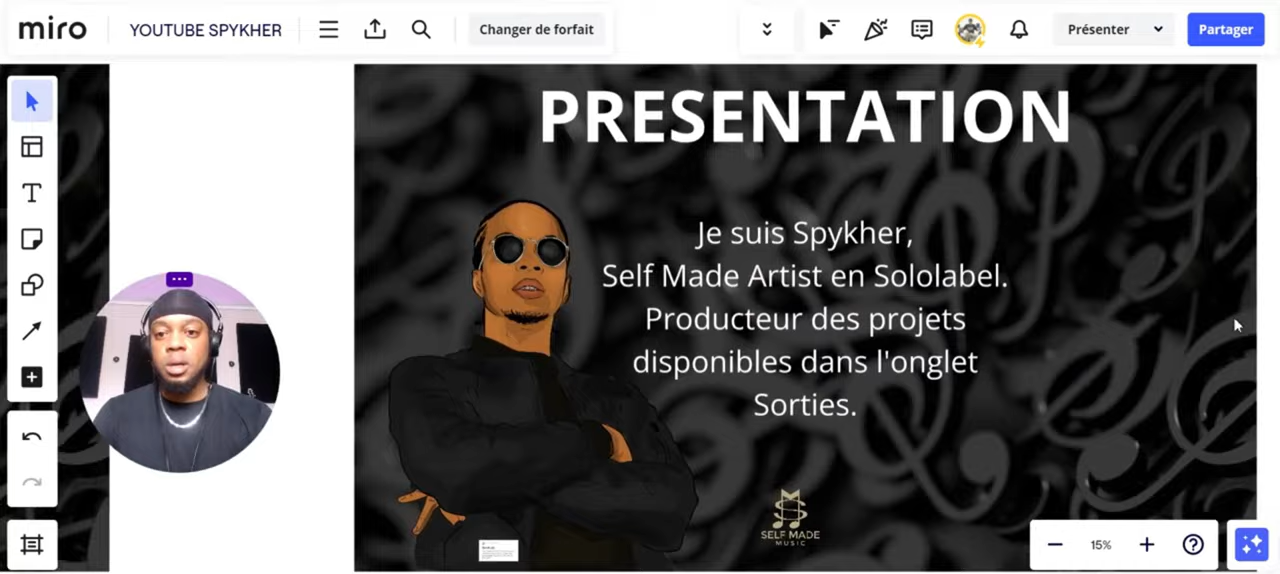 miro
YOUTUBE SPYKHER
Changer de forfait
Présenter
Partager
PRESENTATION
Je suis Spykher,
Self Made Artist en Sololabel.
Producteur des projets
disponibles dans l'onglet
Sorties.
SELF MADE
MUSIC
15%